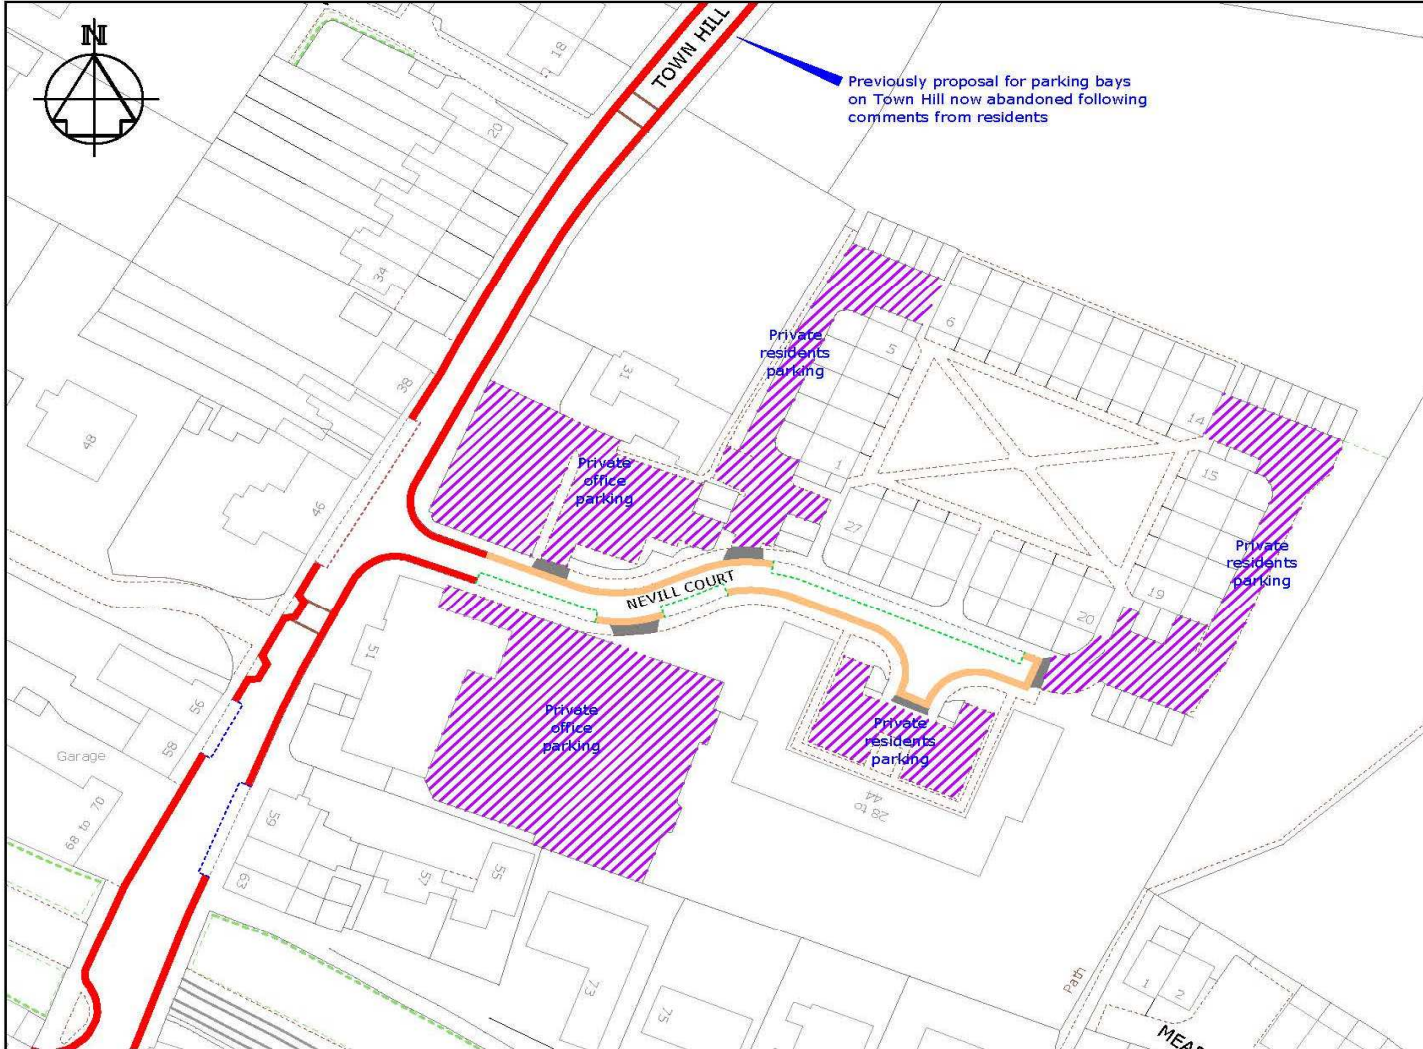 N
TOWN HILL
18
Previously proposal for parking bays
on Town Hill now abandoned following
comments from residents
20
34
38
31
48
46
Private
residents
parking
5
6
1
14
15
Private
office
parking
27
NEVILL COURT
20
19
Private
residents
parking
51
Private
office
parking
Private
residents
parking
28 to
44
56
58
Garage
68 to 70
59
63
57
55
73
75
Path
1
2
MEA